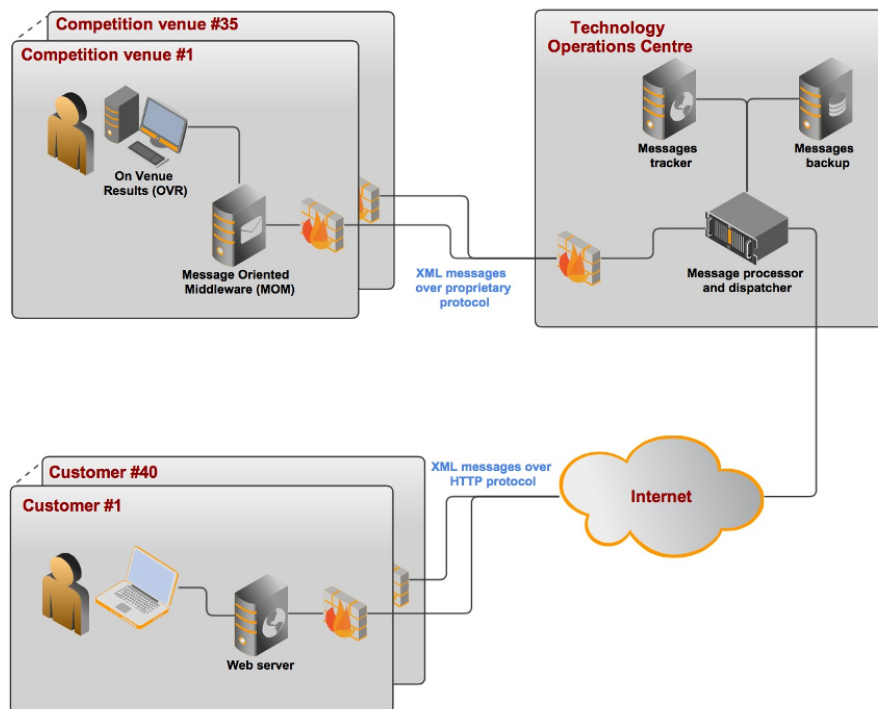 Competition venue #35
Competition venue #1
On Venue
Results (OVR)
Message Oriented
Middleware (MOM)
XML messages
over proprietary
protocol
Technology
Operations Centre
Messages
tracker
Messages
backup
Message processor
and dispatcher
Customer #40
Customer #1
Web server
XML messages over
HTTP protocol
Internet